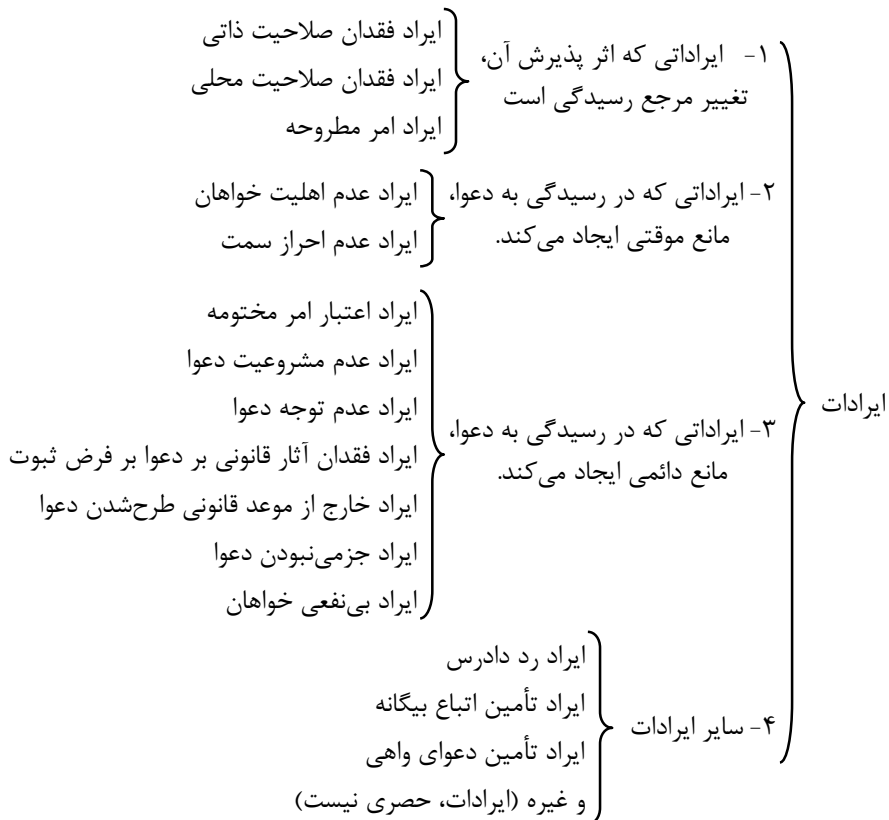 ایرادات
۱- ایراداتی که اثر پذیرش آن،
تغییر مرجع رسیدگی است
ایراد فقدان صلاحیت ذاتی
ایراد فقدان صلاحیت محلی
ایراد امر مطروحه
۲- ایراداتی که در رسیدگی به دعوا،
مانع موقتی ایجاد می‌کند.
ایراد عدم اهلیت خواهان
ایراد عدم احراز سمت
۳- ایراداتی که در رسیدگی به دعوا،
مانع دائمی ایجاد می‌کند.
ایراد اعتبار امر مختومه
ایراد عدم مشروعیت دعوا
ایراد عدم توجه دعوا
ایراد فقدان آثار قانونی بر دعوا بر فرض ثبوت
ایراد خارج از موعد قانونی طرح‌شدن دعوا
ایراد جزمی‌نبودن دعوا
ایراد بی‌نفعی خواهان
۴- سایر ایرادات
ایراد رد دادرس
ایراد تأمین اتباع بیگانه
ایراد تأمین دعوای واهی
و غیره (ایرادات، حصری نیست)